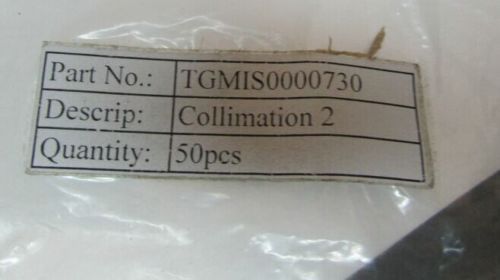 Part No.: TGMIS0000730
Descrip: Collimation 2
Quantity: 50pcs